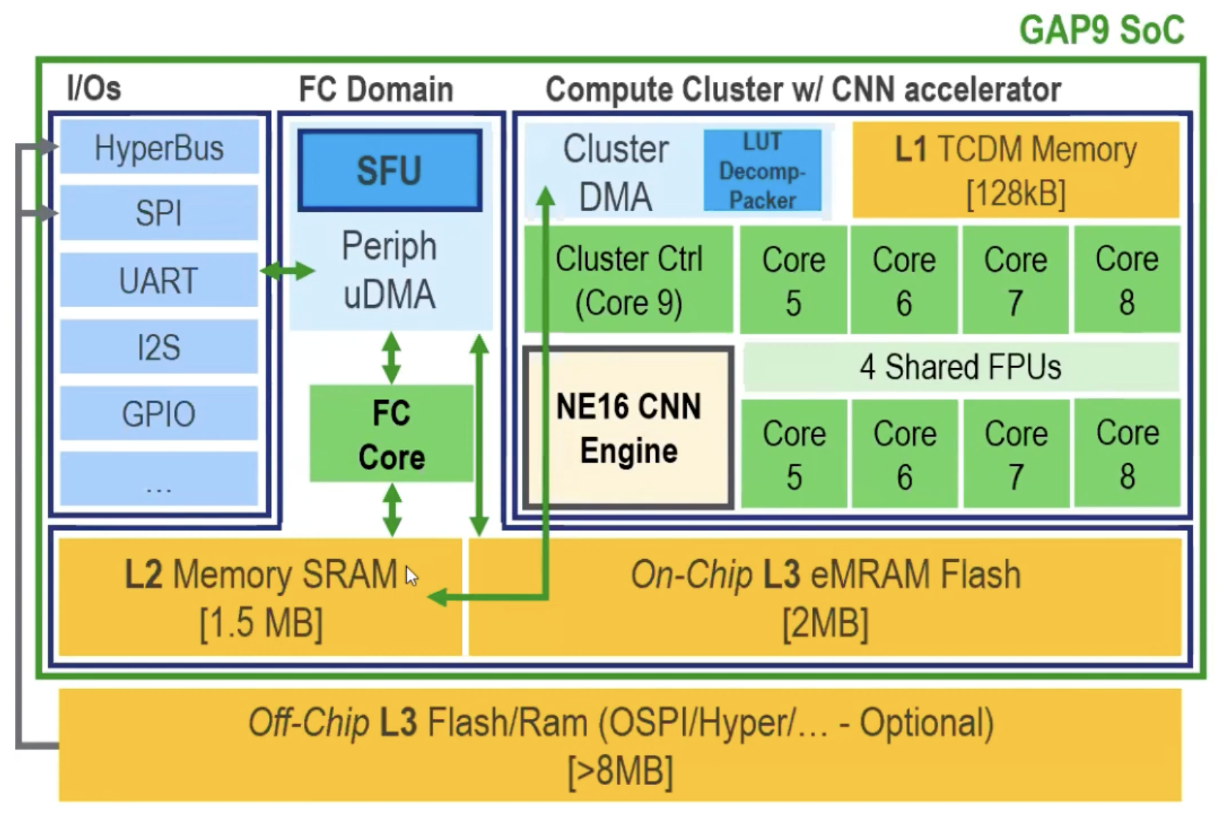 GAP9 SoC
I/Os
FC Domain
Compute Cluster w/ CNN accelerator
HyperBus
SPI
UART
I2S
GPIO
...
SFU
Periph
uDMA
FC
Core
Cluster
DMA
LUT
Decomp-
Packer
L1 TCDM Memory
[128kB]
Cluster Ctrl
(Core 9)
Core
5
Core
6
Core
7
Core
8
4 Shared FPUs
NE16 CNN
Engine
Core
5
Core
6
Core
7
Core
8
L2 Memory SRAM
[1.5 MB]
On-Chip L3 eMRAM Flash
[2MB]
Off-Chip L3 Flash/Ram (OSPI/Hyper/... - Optional)
[>8MB]